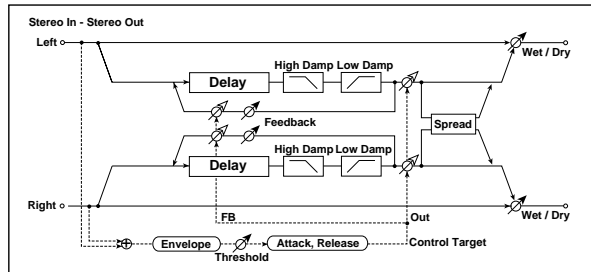 Stereo In - Stereo Out
Left
Wet / Dry
High Damp Low Damp
Delay
Feedback
Spread
High Damp Low Damp
Delay
Right
FB
Out
Wet / Dry
Envelope
Threshold
Attack, Release
Control Target